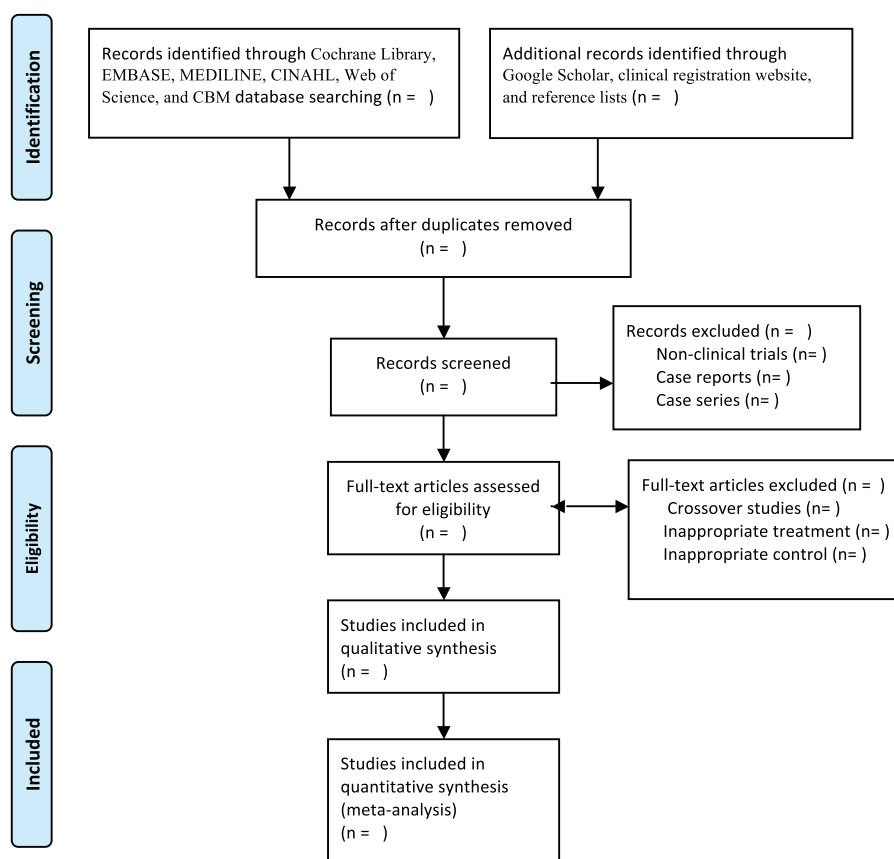 Identification
Records identified through Cochrane Library,
EMBASE, MEDILINE, CINAHL, Web of
Science, and CBM database searching (n =   )
Additional records identified through
Google Scholar, clinical registration website,
and reference lists (n =   )
Records after duplicates removed
(n =   )
Screening
Records screened
(n =   )
Records excluded (n =   )
Non-clinical trials (n= )
Case reports (n= )
Case series (n= )
Eligibility
Full-text articles assessed
for eligibility
(n =   )
Full-text articles excluded (n =  )
Crossover studies (n= )
Inappropriate treatment (n= )
Inappropriate control (n= )
Studies included in
qualitative synthesis
(n =   )
Included
Studies included in
quantitative synthesis
(meta-analysis)
(n =   )